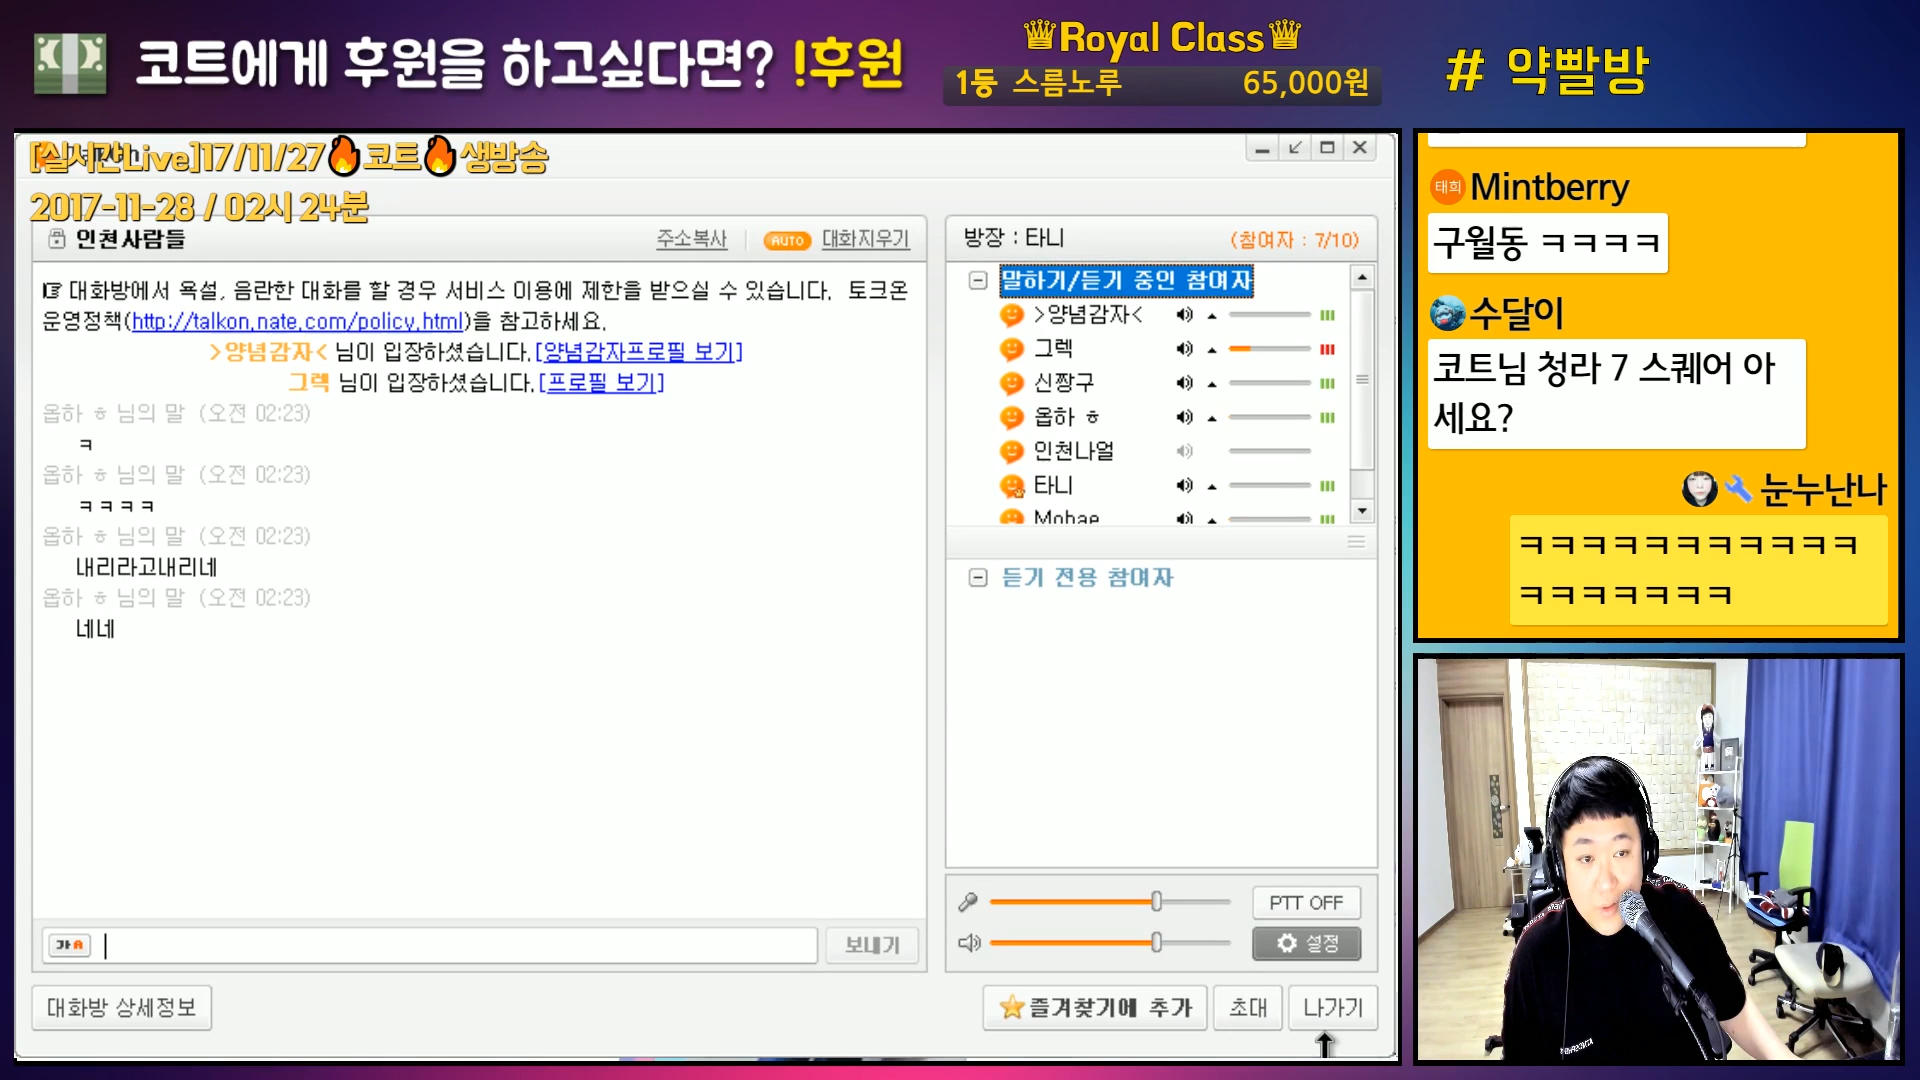 코트에게 후원을 하고싶다면? !후원
Royal Class
1등 스름노루 65,000원
# 약빨방
[실시간Live]17/11/27🔥코트🔥생방송
2017-11-28 / 02시 24분
인천사람들
주소복사
AUTO 대화지우기
☞ 대화방에서 욕설, 음란한 대화를 할 경우 서비스 이용에 제한을 받으실 수 있습니다. 토크온
운영정책(http://talkon.nate.com/policy.html)을 참고하세요.
>양념감자< 님이 입장하셨습니다.[양념감자프로필 보기]
그렉 님이 입장하셨습니다.[프로필 보기]
옵하 ㅎ 님의 말 (오전 02:23)
ㅋ
옵하 ㅎ 님의 말 (오전 02:23)
ㅋㅋㅋㅋ
옵하 ㅎ 님의 말 (오전 02:23)
내리라고내리네
옵하 ㅎ 님의 말 (오전 02:23)
네네
가A
보내기
대화방 상세정보
방장 : 타니 (참여자 : 7/10)
말하기/듣기 중인 참여자
>양념감자<
그렉
신짱구
옵하 ㅎ
인천나얼
타니
Mohae
듣기 전용 참여자
PTT OFF
설정
즐겨찾기에 추가
초대
나가기
태희 Mintberry
구월동 ㅋㅋㅋㅋ
수달이
코트님 청라 7 스퀘어 아
세요?
눈누난나
ㅋㅋㅋㅋㅋㅋㅋㅋㅋㅋㅋ
ㅋㅋㅋㅋㅋㅋㅋ